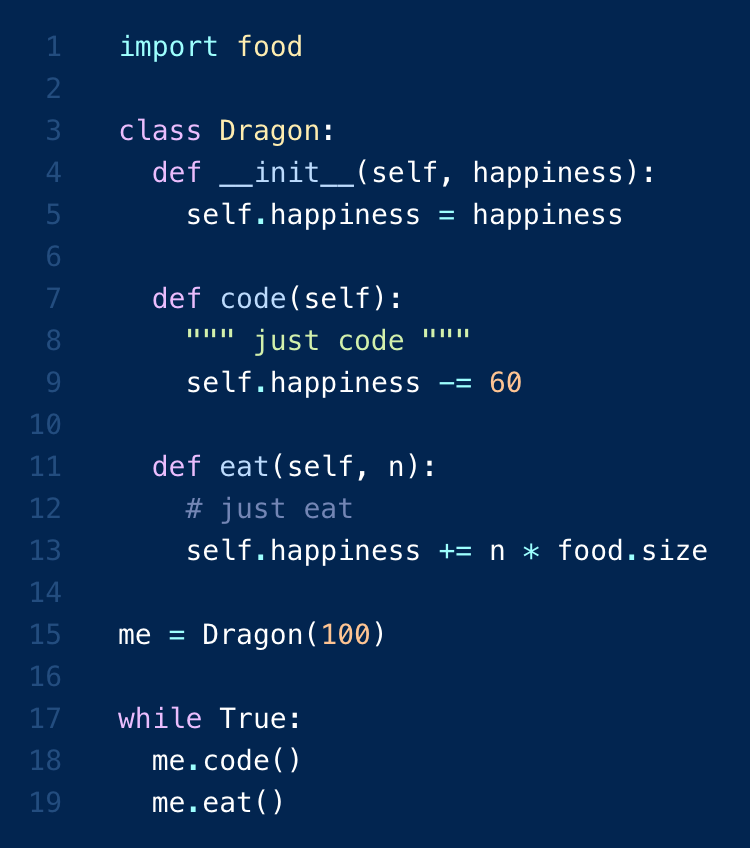 1 import food
2
3 class Dragon:
4   def __init__(self, happiness):
5     self.happiness = happiness
6
7   def code(self):
8     """ just code """
9     self.happiness -= 60
10
11   def eat(self, n):
12     # just eat
13     self.happiness += n * food.size
14
15 me = Dragon(100)
16
17 while True:
18   me.code()
19   me.eat()